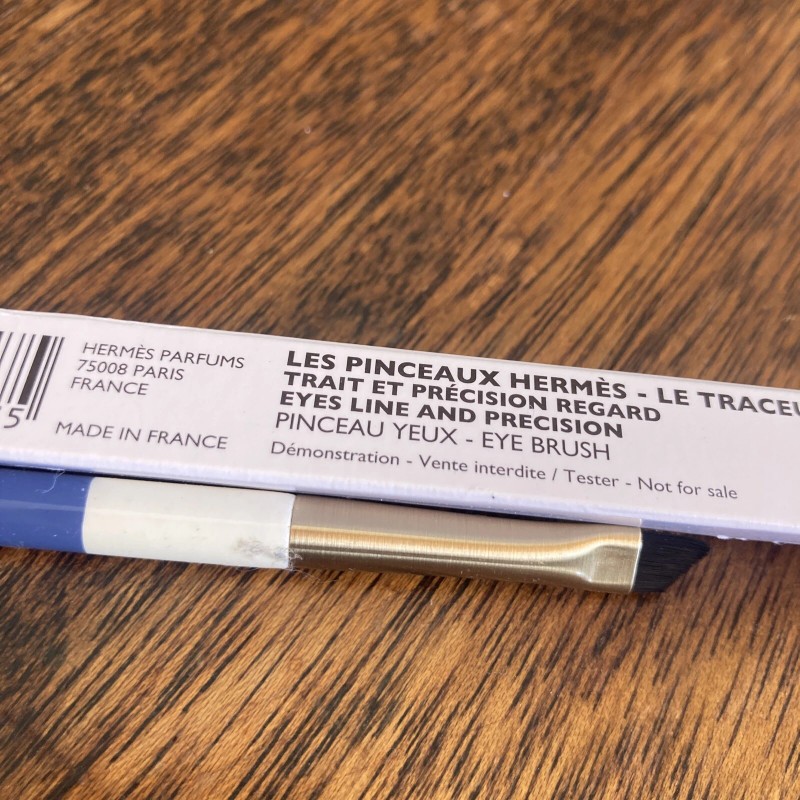 HERMÈS PARFUMS
75008 PARIS
FRANCE
MADE IN FRANCE
5
LES PINCEAUX HERMÈS - LE
TRAIT ET PRÉCISION REGARD
EYES LINE AND PRECISION
PINCEAU YEUX - EYE BRUSH
Démonstration - Vente interdite / Tester - Not for sale